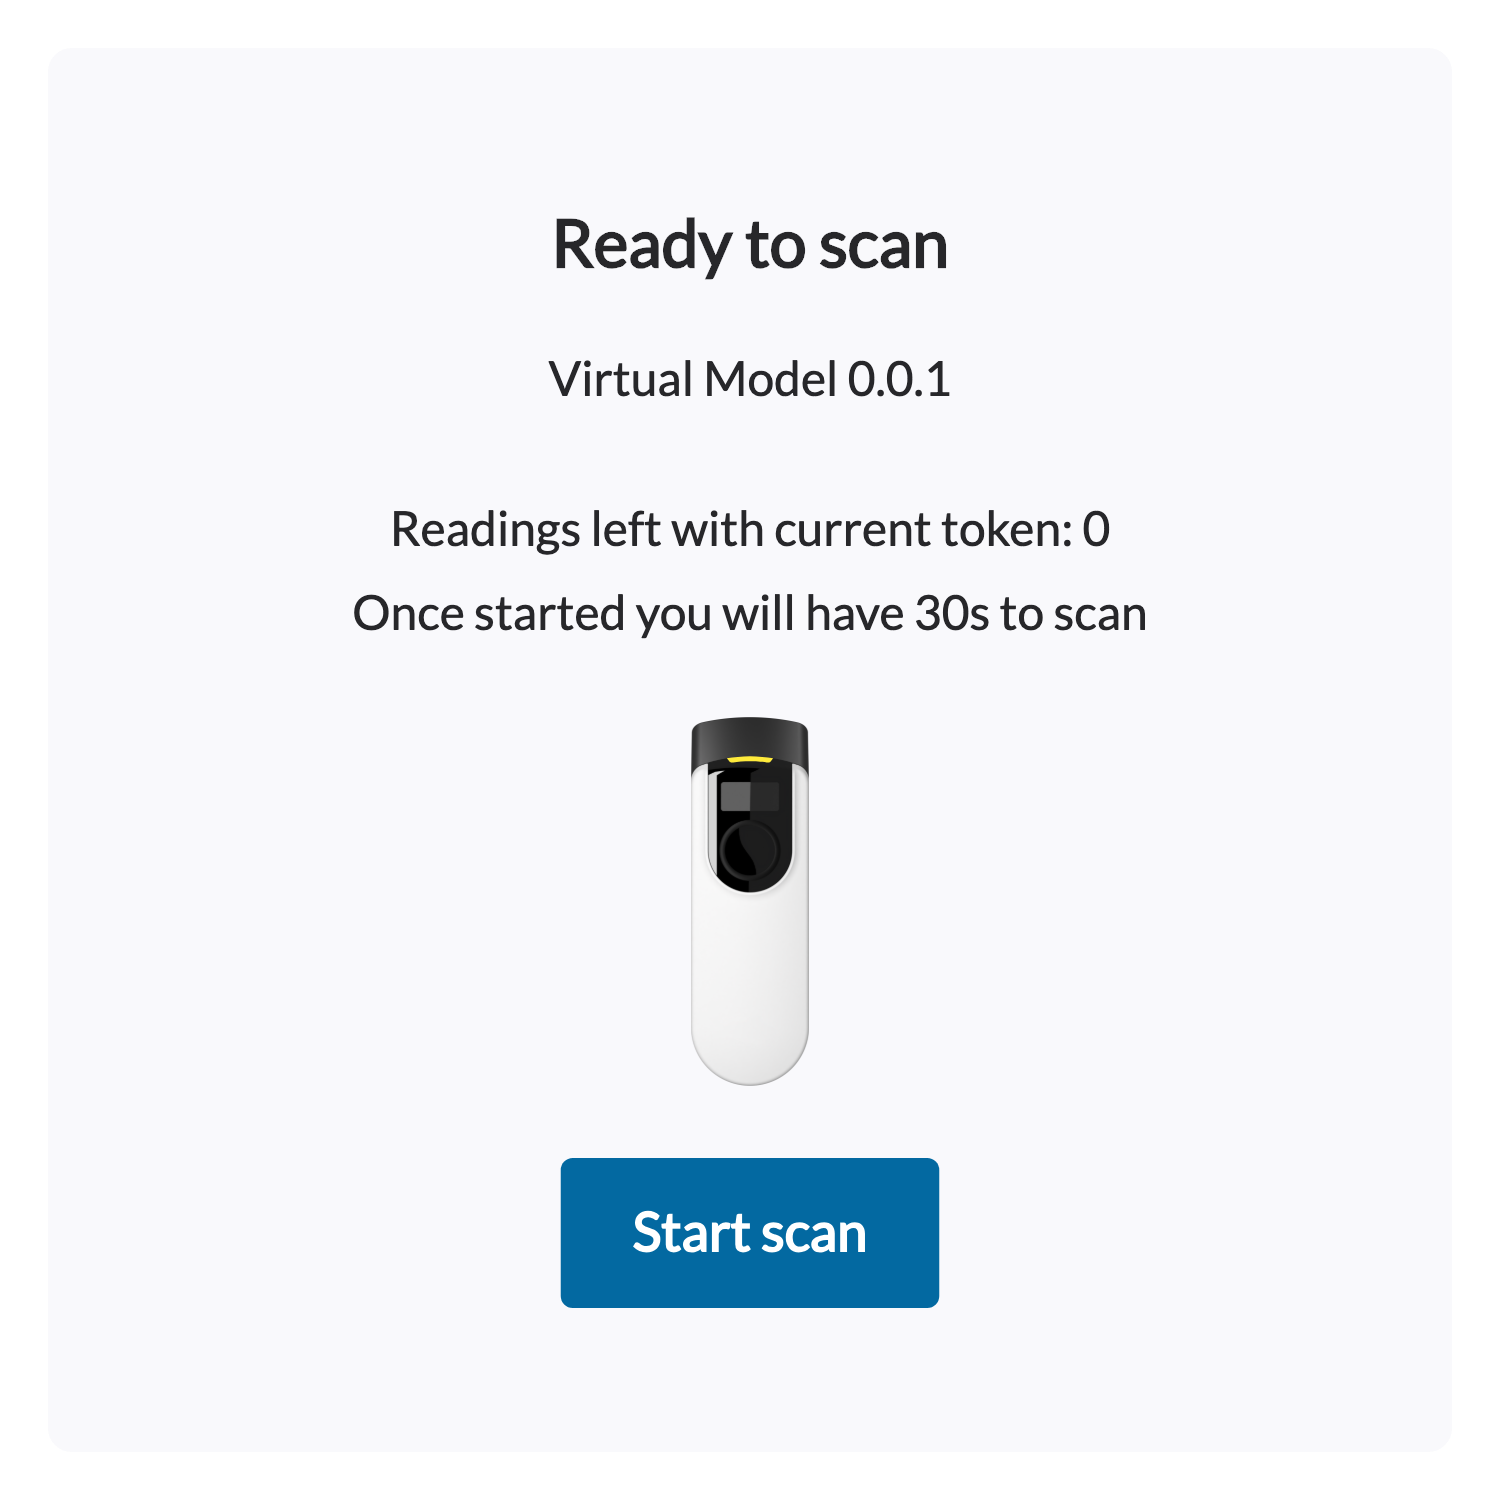 Ready to scan
Virtual Model 0.0.1
Readings left with current token: 0
Once started you will have 30s to scan
Start scan